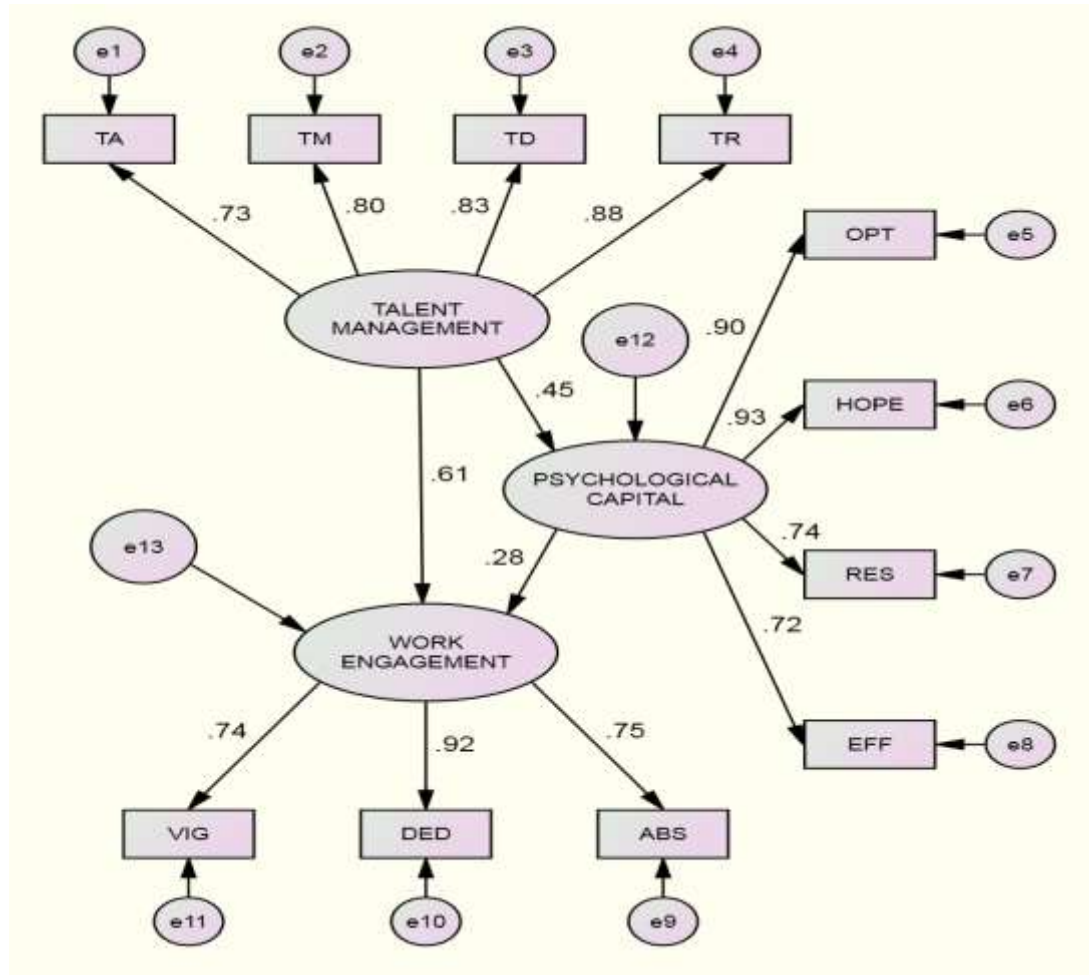 e1
e2
e3
e4
TA
TM
TD
TR
.73
.80
.83
.88
OPT
e5
TALENT
MANAGEMENT
e12
.90
.45
HOPE
e6
.93
.61
PSYCHOLOGICAL
CAPITAL
e13
.28
.74
RES
e7
.72
WORK
ENGAGEMENT
.74
.92
.75
EFF
e8
VIG
DED
ABS
e11
e10
e9